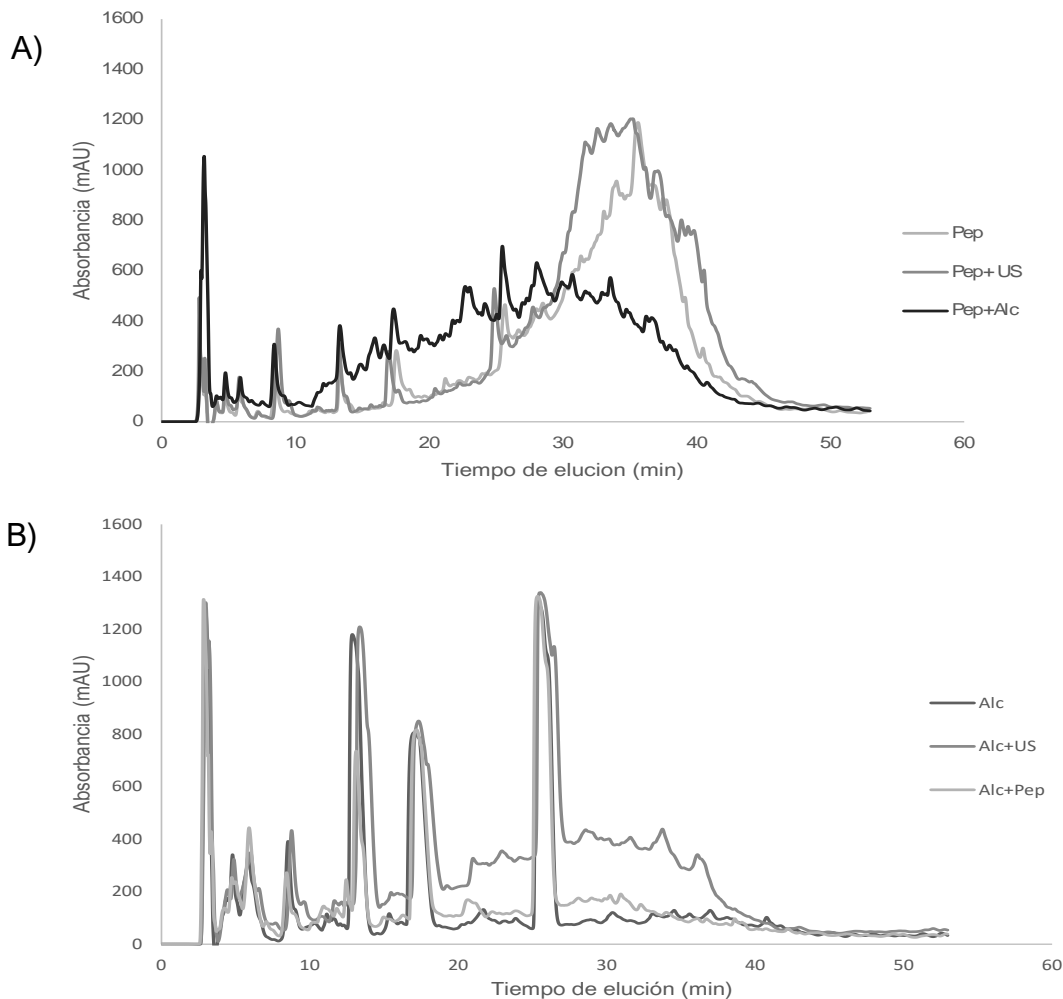 A)
1600
1400
1200
1000
800
600
400
200
0
Absorbancia (mAU)
0 10 20 30 40 50 60
Tiempo de elucion (min)
Pep
Pep+US
Pep+Alc
B)
1600
1400
1200
1000
800
600
400
200
0
Absorbancia (mAU)
0 10 20 30 40 50 60
Tiempo de elución (min)
Alc
Alc+US
Alc+Pep